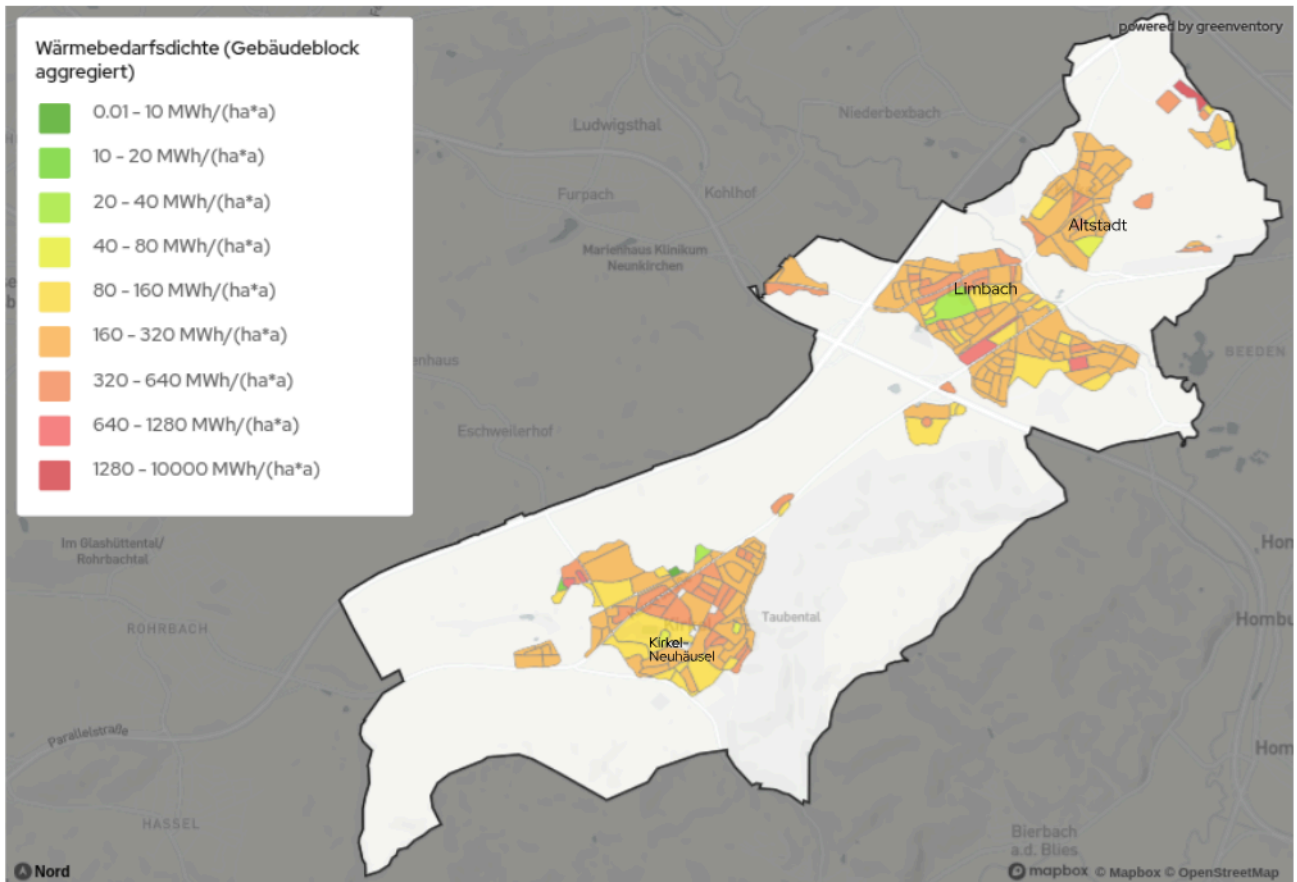 powered by greenventory
Wärmebedarfsdichte (Gebäudeblock
aggregiert)
0.01 - 10 MWh/(ha*a)
10 - 20 MWh/(ha*a)
20 - 40 MWh/(ha*a)
40 - 80 MWh/(ha*a)
80 - 160 MWh/(ha*a)
160 - 320 MWh/(ha*a)
320 - 640 MWh/(ha*a)
640 - 1280 MWh/(ha*a)
1280 - 10000 MWh/(ha*a)
Ludwigsthal
Niederbexbach
Furpach
Kohlhof
Marienhaus Klinikum
Neunkirchen
Altstadt
Limbach
BEEDEN
Eschweilerhof
Im Glashüttental/
Rohrbachtal
ROHRBACH
Taubental
Kirkel-
Neuhäusel
Parallelstraße
HASSEL
Bierbach
a.d. Blies
Nord
mapbox © Mapbox © OpenStreetMap